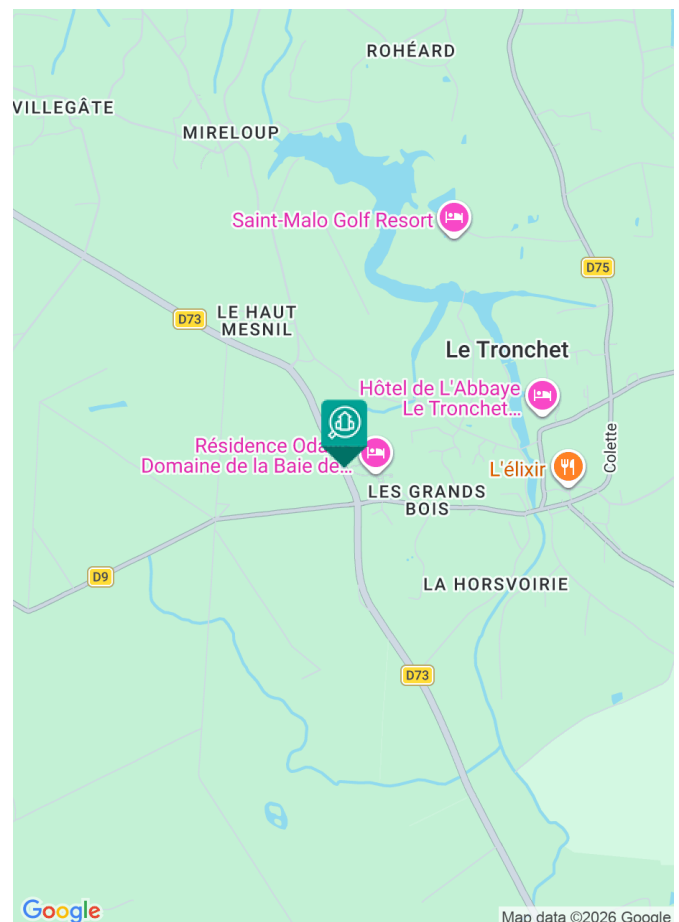 ROHÉARD
VILLEGÂTE
MIRELOUP
Saint-Malo Golf Resort
D75
D73
LE HAUT
MESNIL
Le Tronchet
Hôtel de L'Abbaye
Le Tronchet...
Résidence Oda
Domaine de la Baie de...
L'élixir
Colette
LES GRANDS
BOIS
D9
LA HORSVOIRIE
D73
Google
Map data ©2026 Google